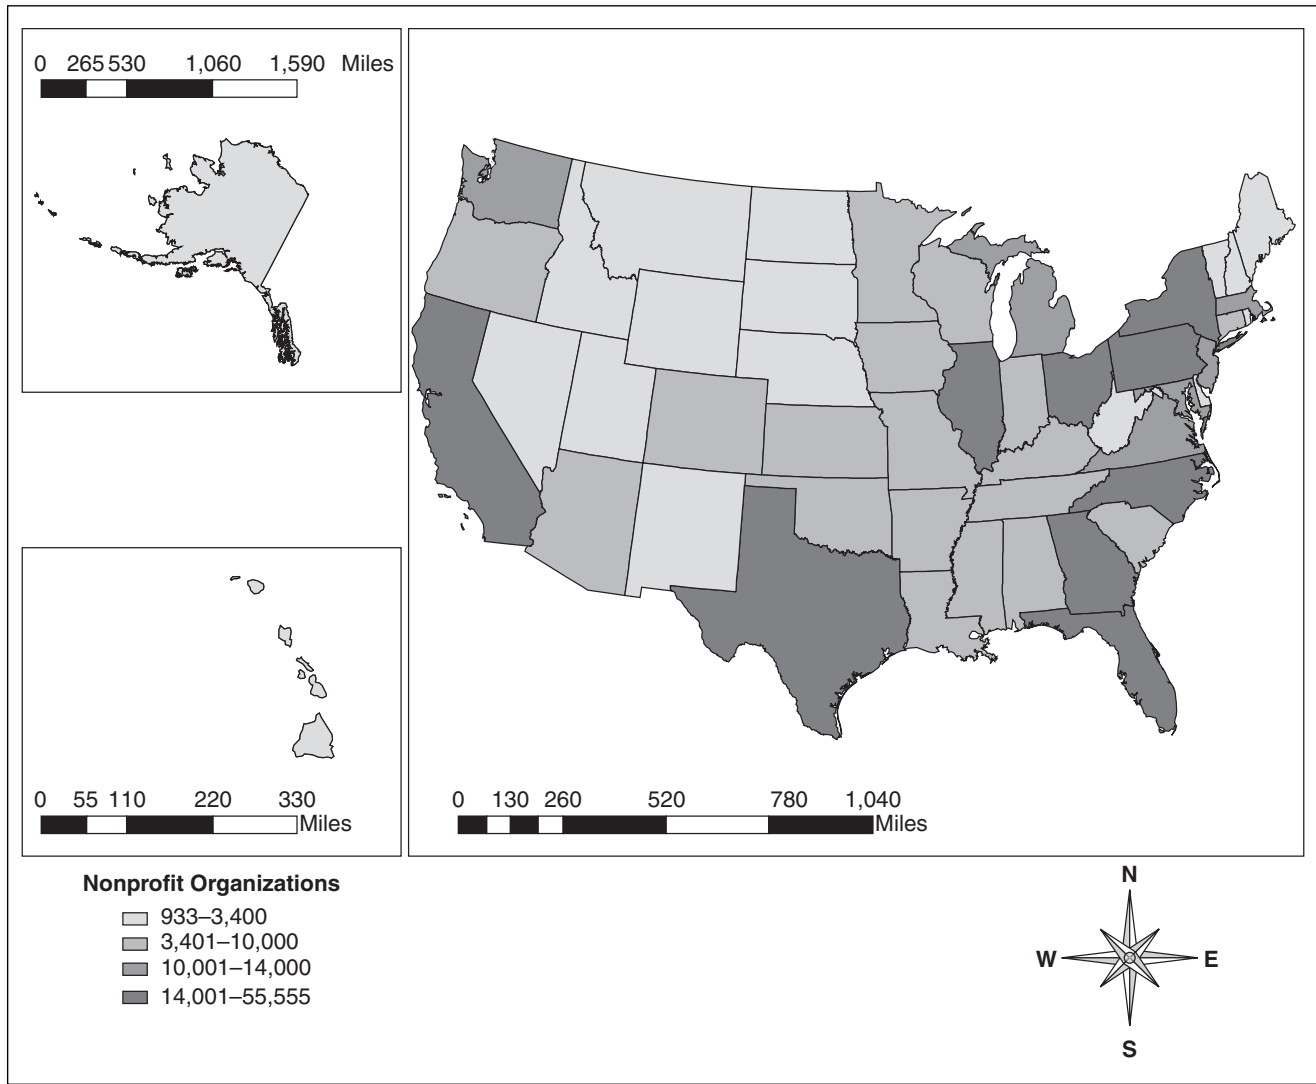 0 265 530 1,060 1,590 Miles
0 55 110 220 330
Miles
0 130 260 520 780 1,040
Miles
Nonprofit Organizations
933–3,400
3,401–10,000
10,001–14,000
14,001–55,555
N
W E
S